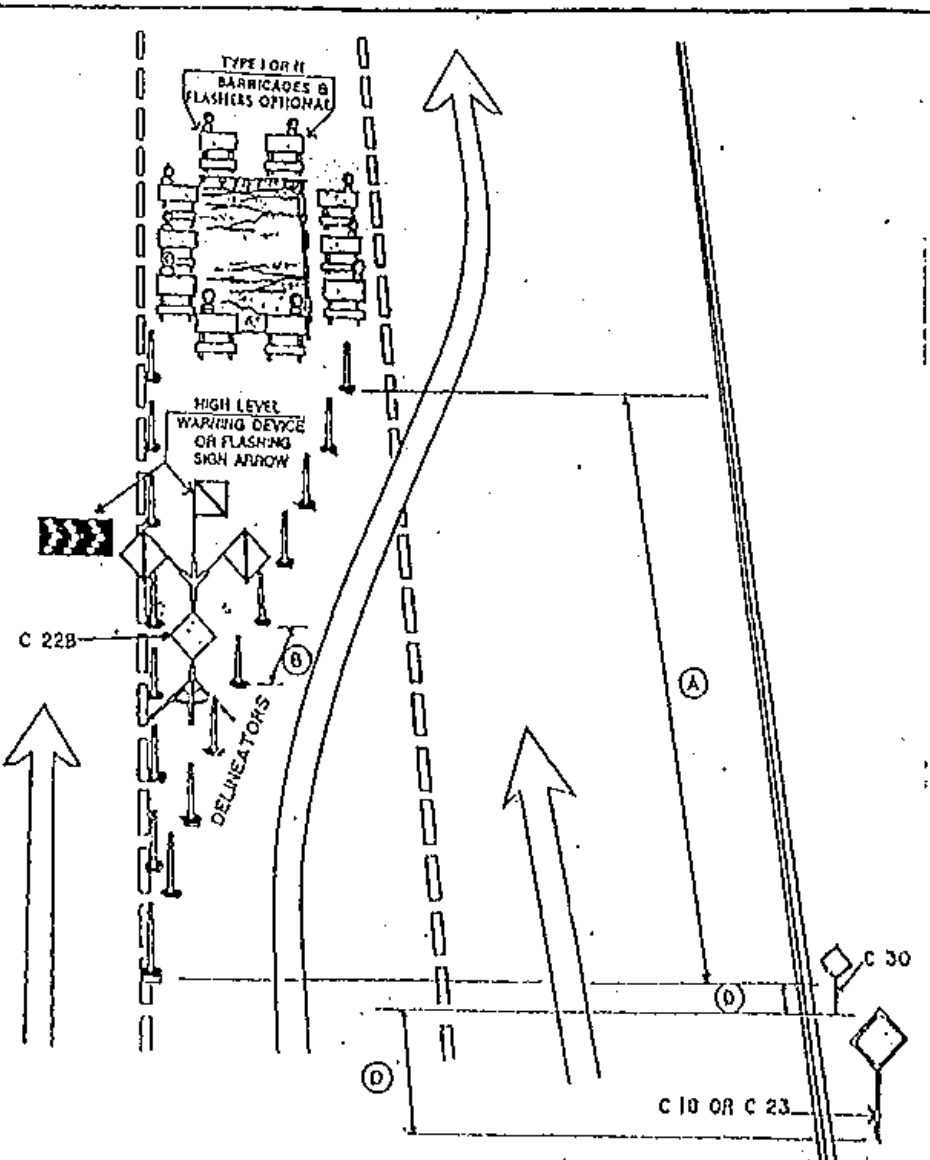 TYPE I OR II
BARRICADES &
FLASHERS OPTIONAL
HIGH LEVEL
WARNING DEVICE
OR FLASHING
SIGN ARROW
C 22B
B
DELINEATORS
A
C 30
D
D
C 10 OR C 23